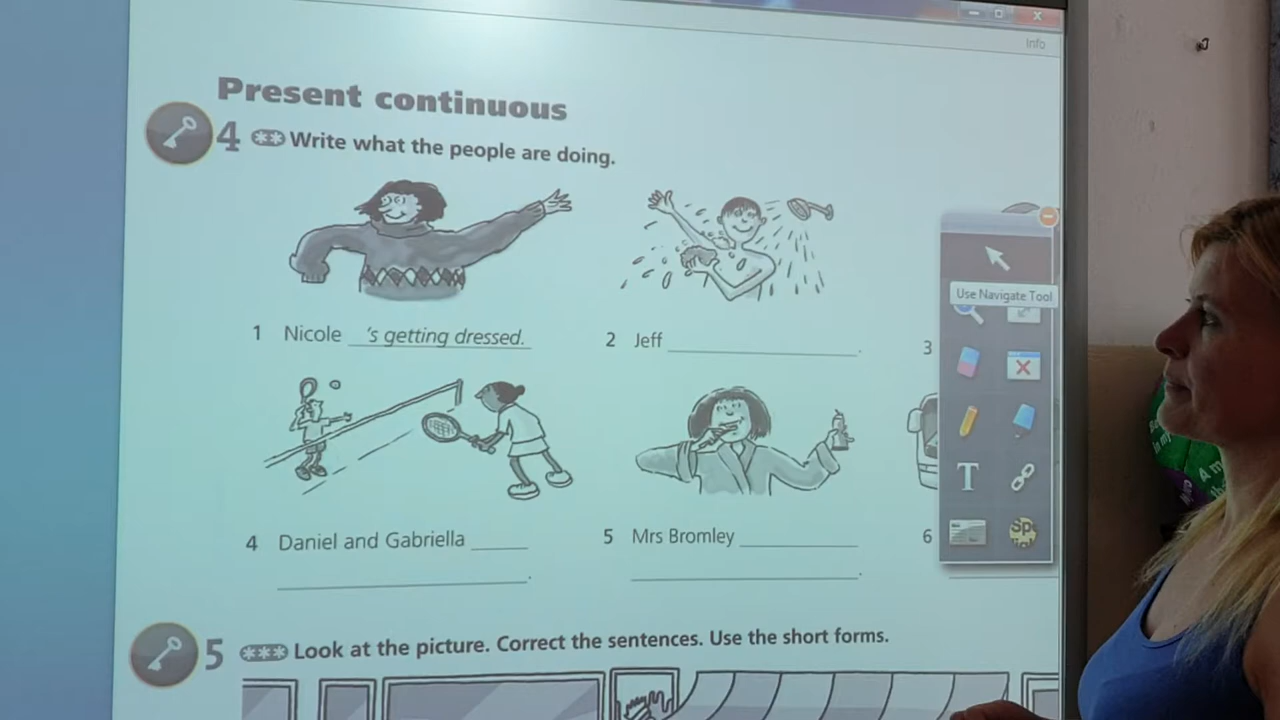 Info
Present continuous
4 ** Write what the people are doing.
Use Navigate Tool
1 Nicole 's getting dressed.
2 Jeff .
3
T
4 Daniel and Gabriella .
5 Mrs Bromley .
6
5 *** Look at the picture. Correct the sentences. Use the short forms.